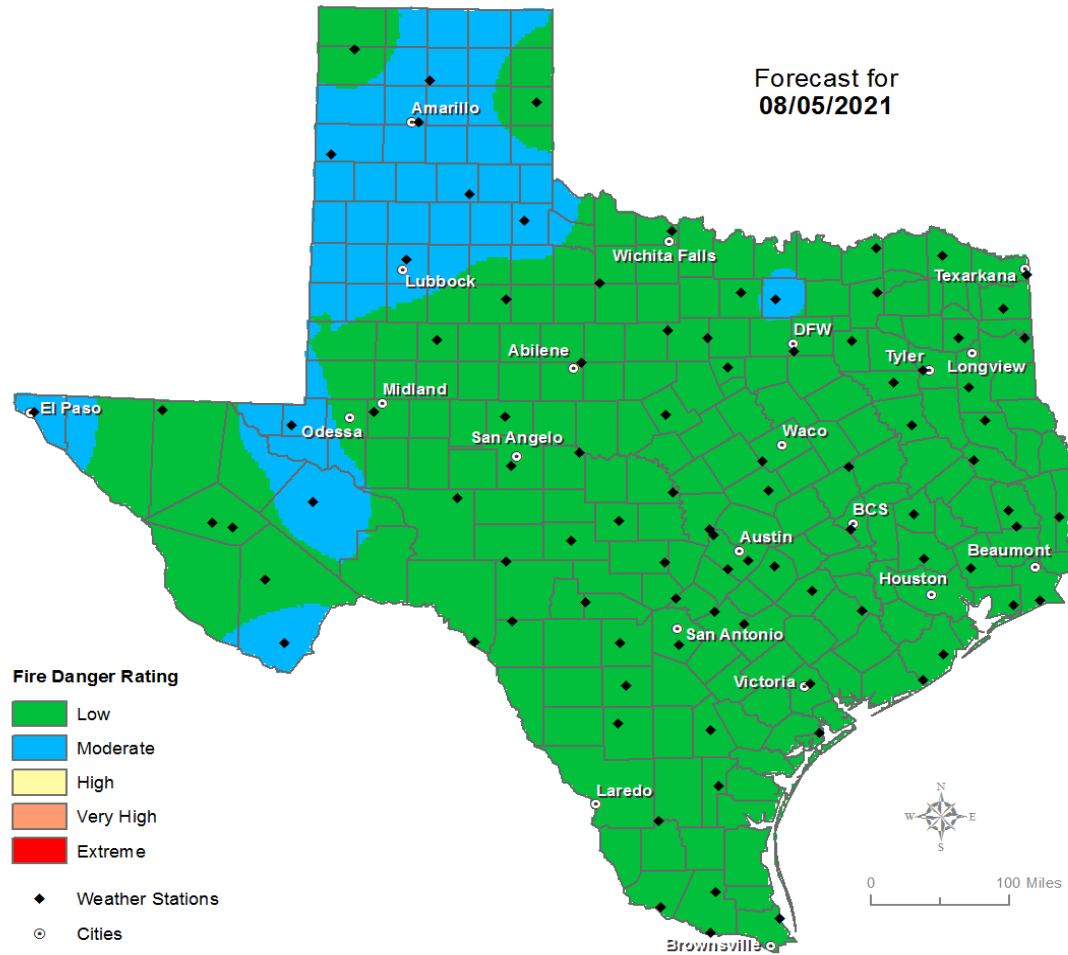 Forecast for
08/05/2021
Amarillo
Wichita Falls
Lubbock
Texarkana
DFW
Abilene
Tyler
Longview
El Paso
Midland
Odessa
San Angelo
Waco
BCS
Austin
Beaumont
Houston
San Antonio
Victoria
Laredo
Brownsville
Fire Danger Rating
Low
Moderate
High
Very High
Extreme
Weather Stations
Cities
N
W E
S
0 100 Miles